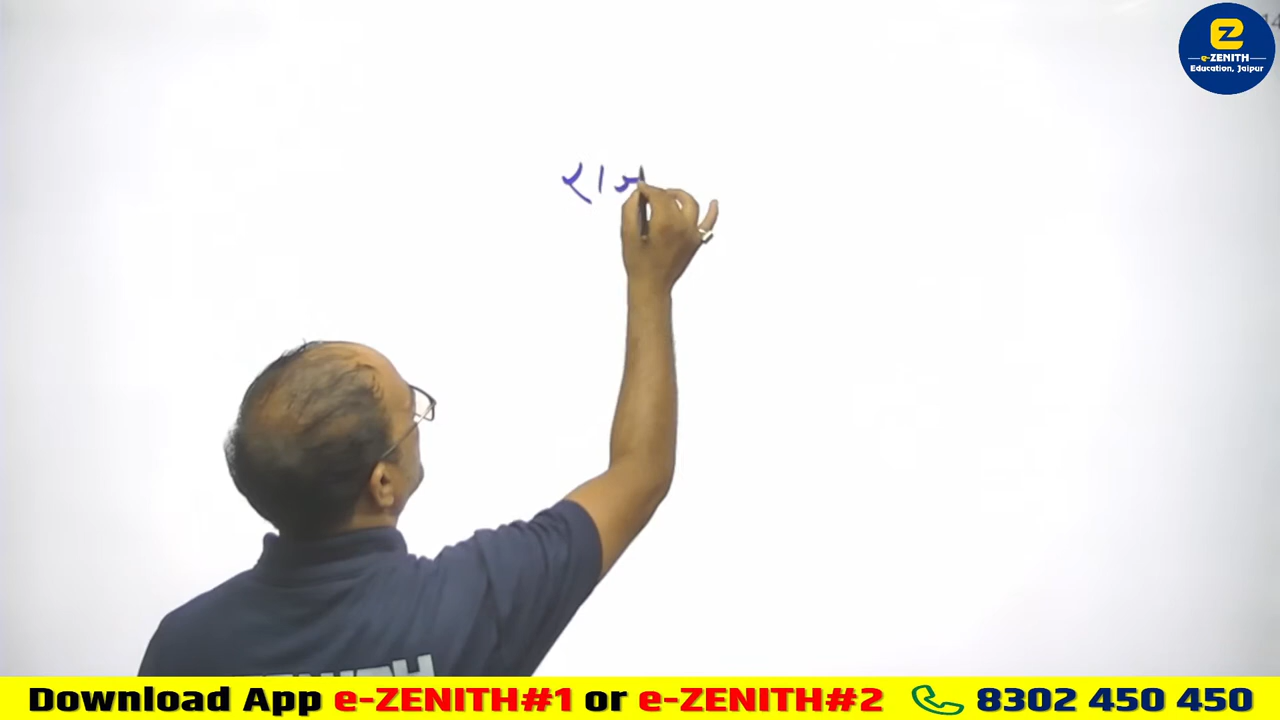 e
Z
e-ZENITH
Education, Jaipur
रा
Download App e-ZENITH#1 or e-ZENITH#2 8302 450 450